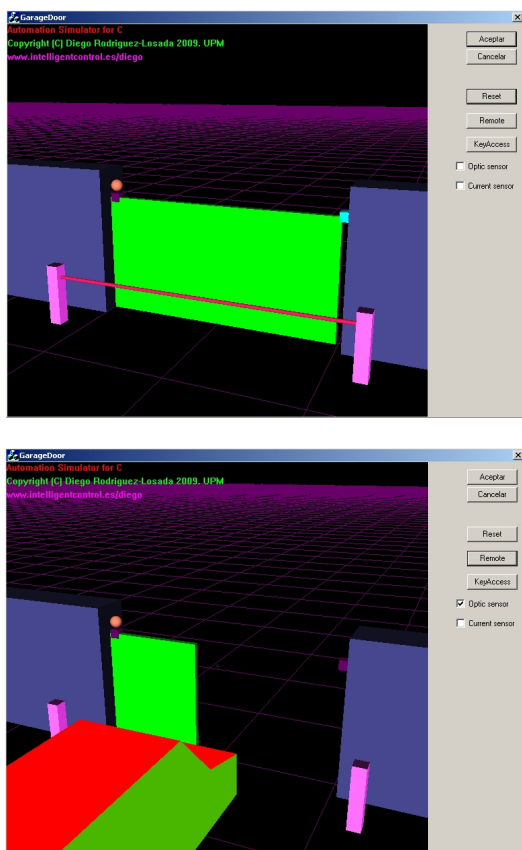 GarageDoor
Automation Simulator for C
Copyright (C) Diego Rodriguez-Losada 2009. UPM
www.intelligentcontrol.es/diego
Aceptar
Cancelar
Reset
Remote
KeyAccess
Optic sensor
Current sensor
GarageDoor
Automation Simulator for C
Copyright (C) Diego Rodriguez-Losada 2009. UPM
www.intelligentcontrol.es/diego
Aceptar
Cancelar
Reset
Remote
KeyAccess
Optic sensor
Current sensor